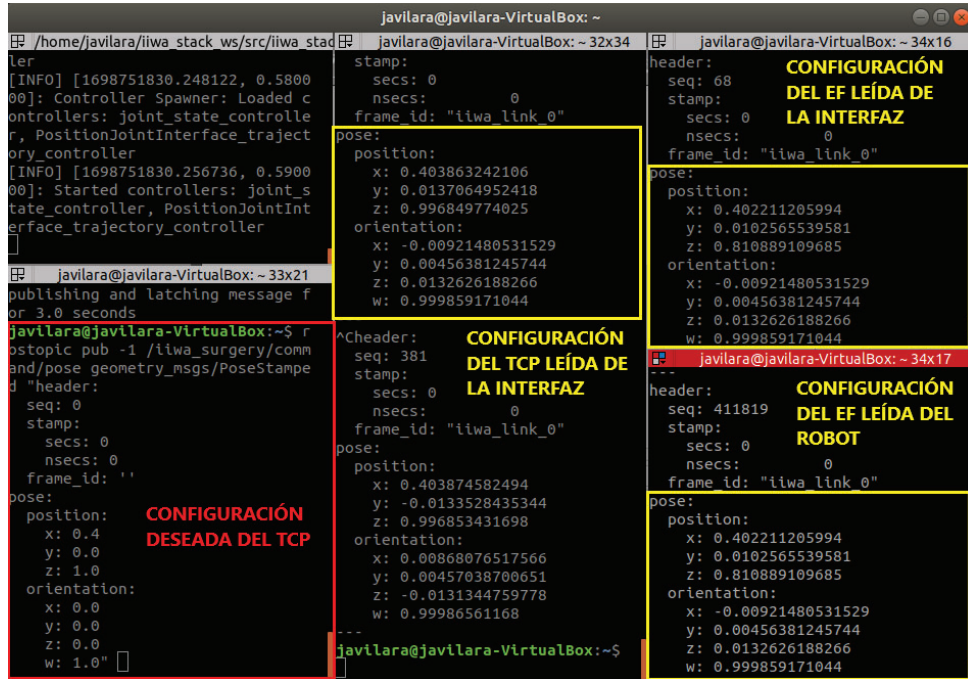 javilara@javilara-VirtualBox: ~
/home/javilara/iiwa_stack_ws/src/iiwa_stac
ler
[INFO] [1698751830.248122, 0.5800
00]: Controller Spawner: Loaded c
ontrollers: joint_state_controlle
r, PositionJointInterface_traject
ory_controller
[INFO] [1698751830.256736, 0.5900
00]: Started controllers: joint_s
tate_controller, PositionJointInt
erface_trajectory_controller
javilara@javilara-VirtualBox: ~ 33x21
publishing and latching message f
or 3.0 seconds
javilara@javilara-VirtualBox:~$ r
ostopic pub -1 /iiwa_surgery/comm
and/pose geometry_msgs/PoseStampe
d "header:
seq: 0
stamp:
secs: 0
nsecs: 0
frame_id: ''
pose:
position:
x: 0.4
y: 0.0
z: 1.0
orientation:
x: 0.0
y: 0.0
z: 0.0
w: 1.0"
CONFIGURACIÓN
DESEADA DEL TCP
javilara@javilara-VirtualBox: ~ 32x34
stamp:
secs: 0
nsecs: 0
frame_id: "iiwa_link_0"
pose:
position:
x: 0.403863242106
y: 0.0137064952418
z: 0.996849774025
orientation:
x: -0.00921480531529
y: 0.00456381245744
z: 0.0132626188266
w: 0.999859171044
^Cheader:
seq: 381
stamp:
secs: 0
nsecs: 0
frame_id: "iiwa_link_0"
CONFIGURACIÓN
DEL TCP LEÍDA DE
LA INTERFAZ
pose:
position:
x: 0.403874582494
y: -0.0133528435344
z: 0.996853431698
orientation:
x: 0.00868076517566
y: 0.00457038700651
z: -0.0131344759778
w: 0.99986561168
---
javilara@javilara-VirtualBox:~$
javilara@javilara-VirtualBox: ~ 34x16
header:
seq: 68
stamp:
secs: 0
nsecs: 0
frame_id: "iiwa_link_0"
CONFIGURACIÓN
DEL EF LEÍDA DE
LA INTERFAZ
pose:
position:
x: 0.402211205994
y: 0.0102565539581
z: 0.810889109685
orientation:
x: -0.00921480531529
y: 0.00456381245744
z: 0.0132626188266
w: 0.999859171044
javilara@javilara-VirtualBox: ~ 34x17
---
header:
seq: 411819
stamp:
secs: 0
nsecs: 0
frame_id: "iiwa_link_0"
CONFIGURACIÓN
DEL EF LEÍDA DEL
ROBOT
pose:
position:
x: 0.402211205994
y: 0.0102565539581
z: 0.810889109685
orientation:
x: -0.00921480531529
y: 0.00456381245744
z: 0.0132626188266
w: 0.999859171044